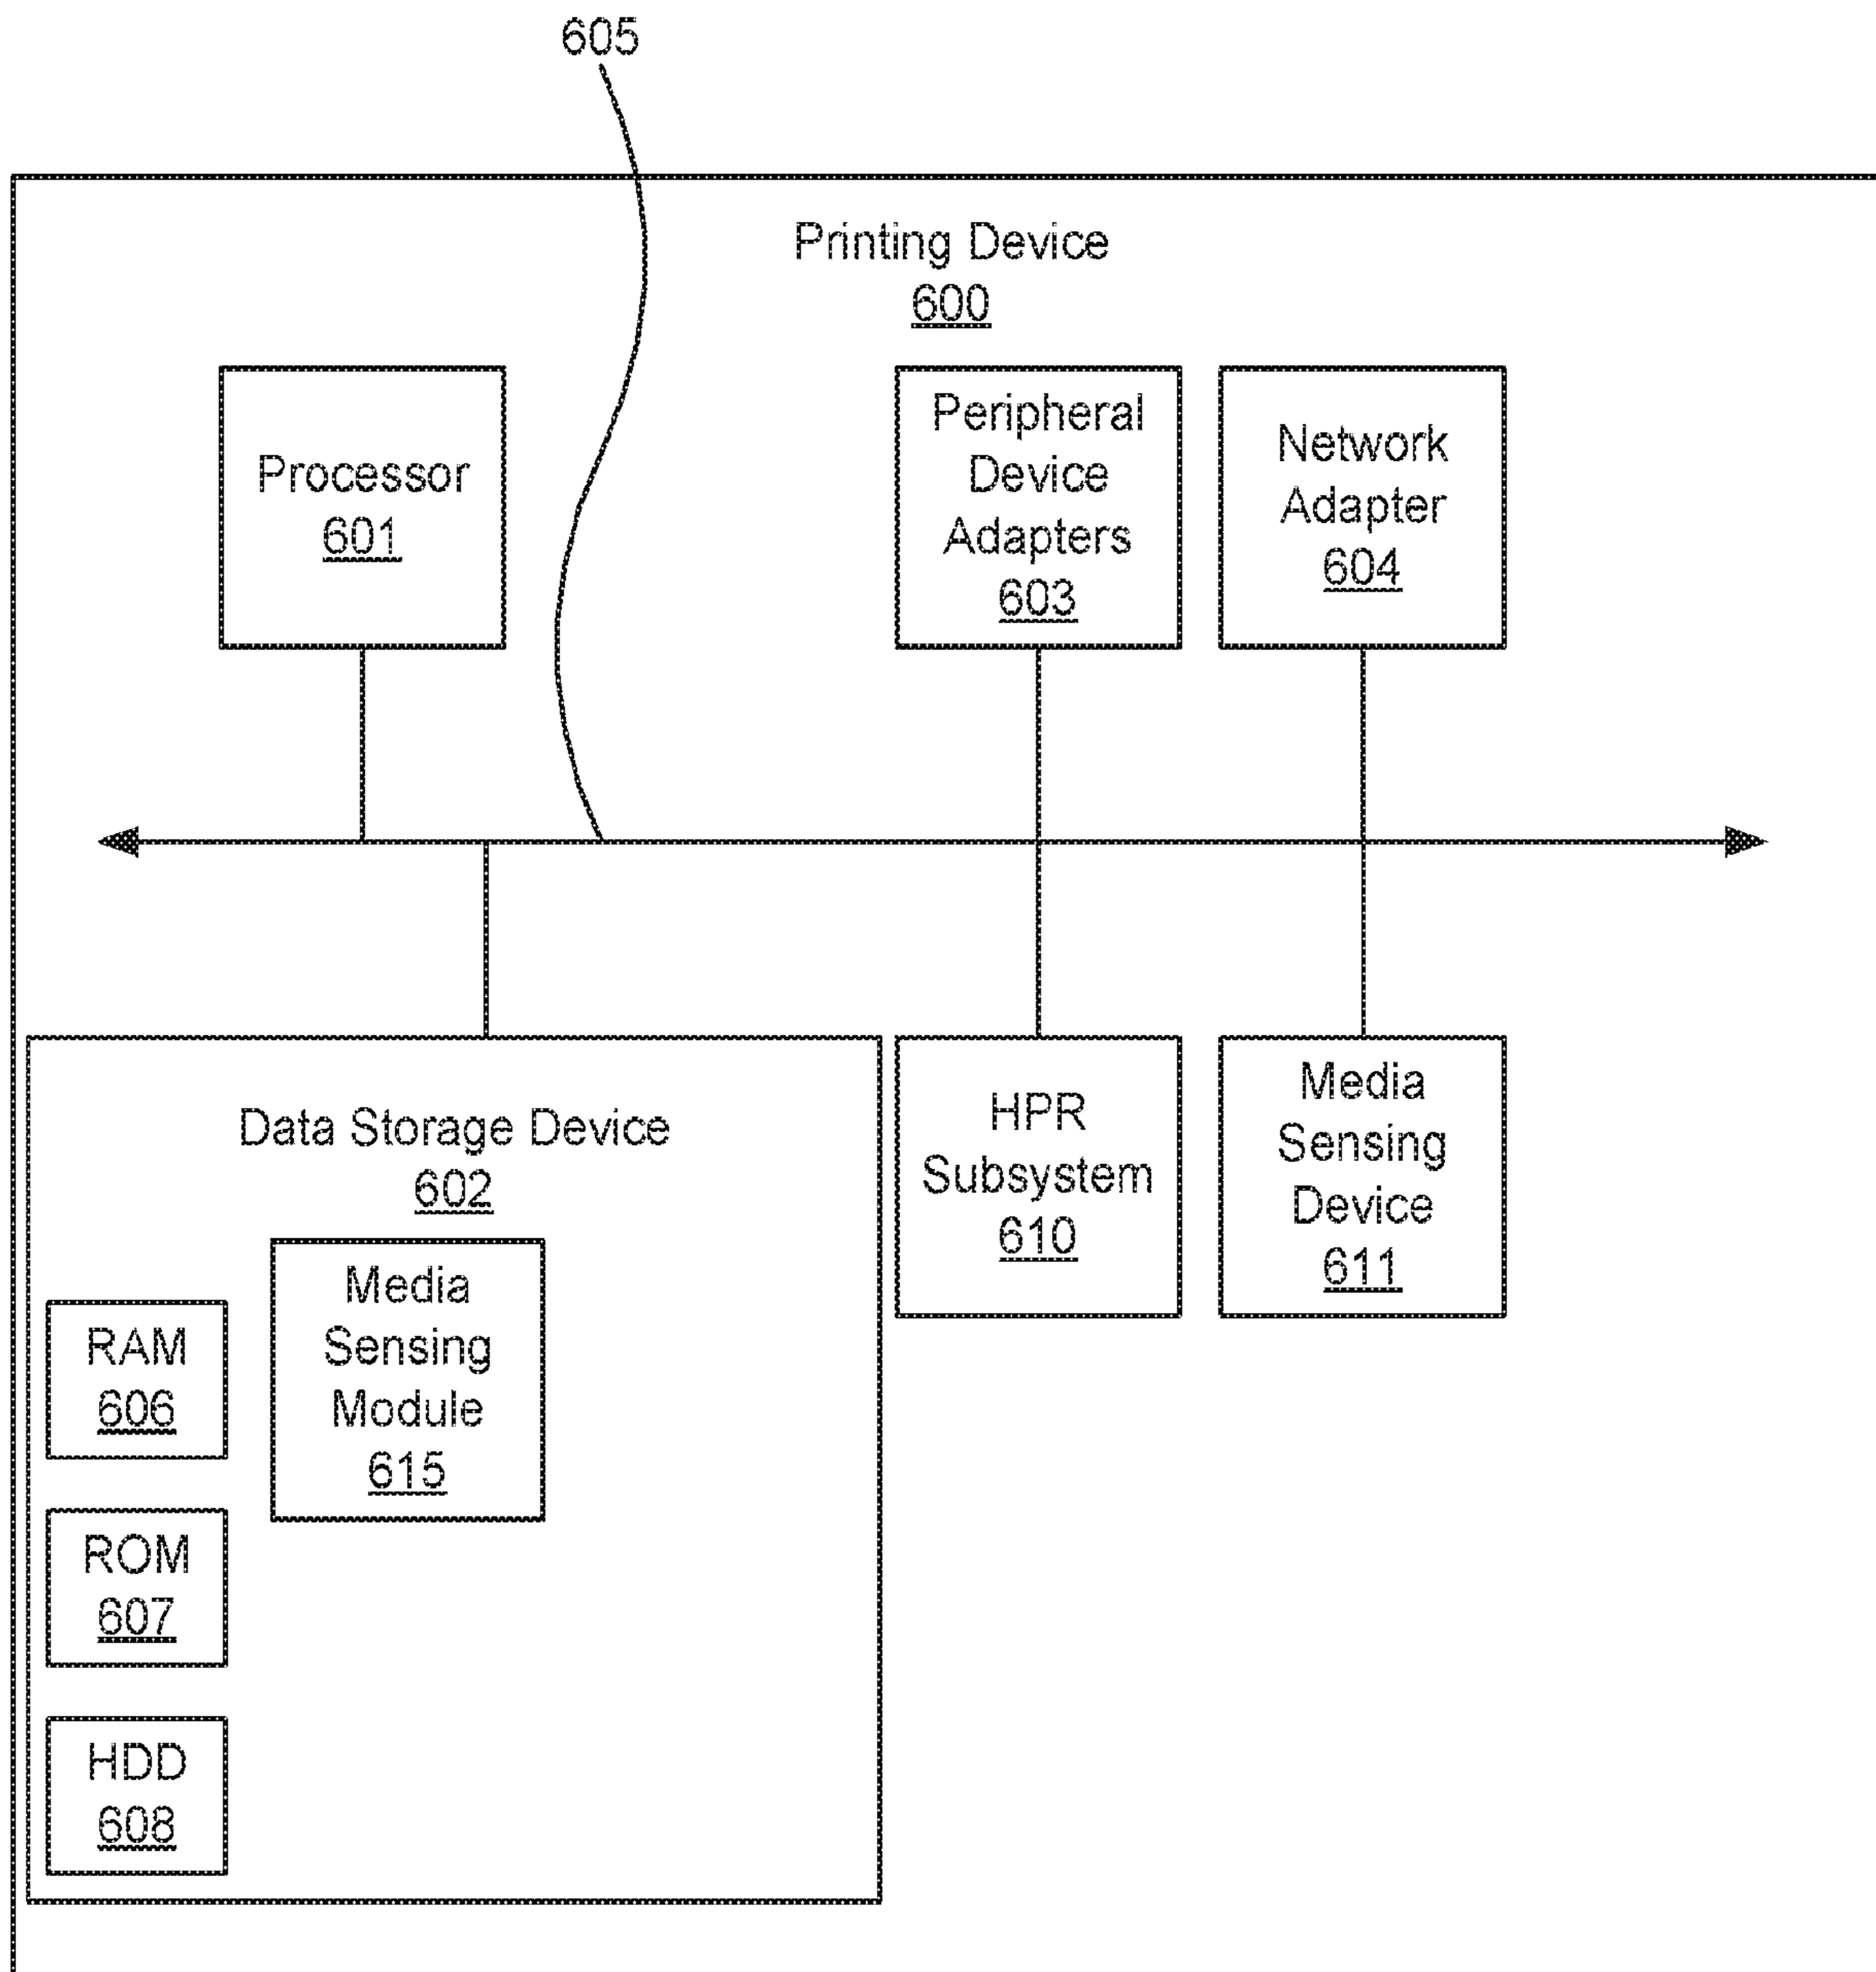 605
Printing Device
600
Processor
601
Peripheral
Device
Adapters
603
Network
Adapter
604
Data Storage Device
602
Media
Sensing
Module
615
RAM
606
ROM
607
HDD
608
HPR
Subsystem
610
Media
Sensing
Device
611